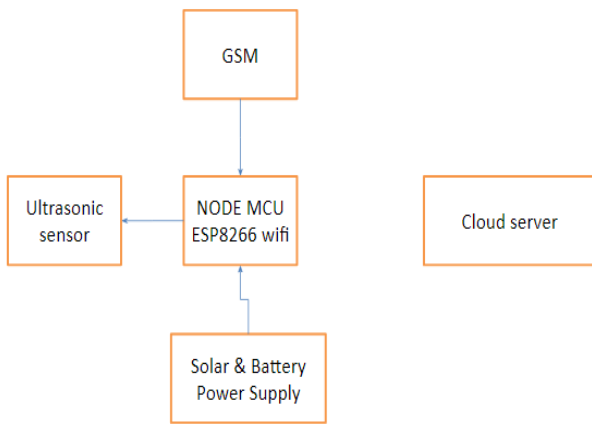 GSM
Ultrasonic
sensor
NODE MCU
ESP8266 wifi
Cloud server
Solar & Battery
Power Supply